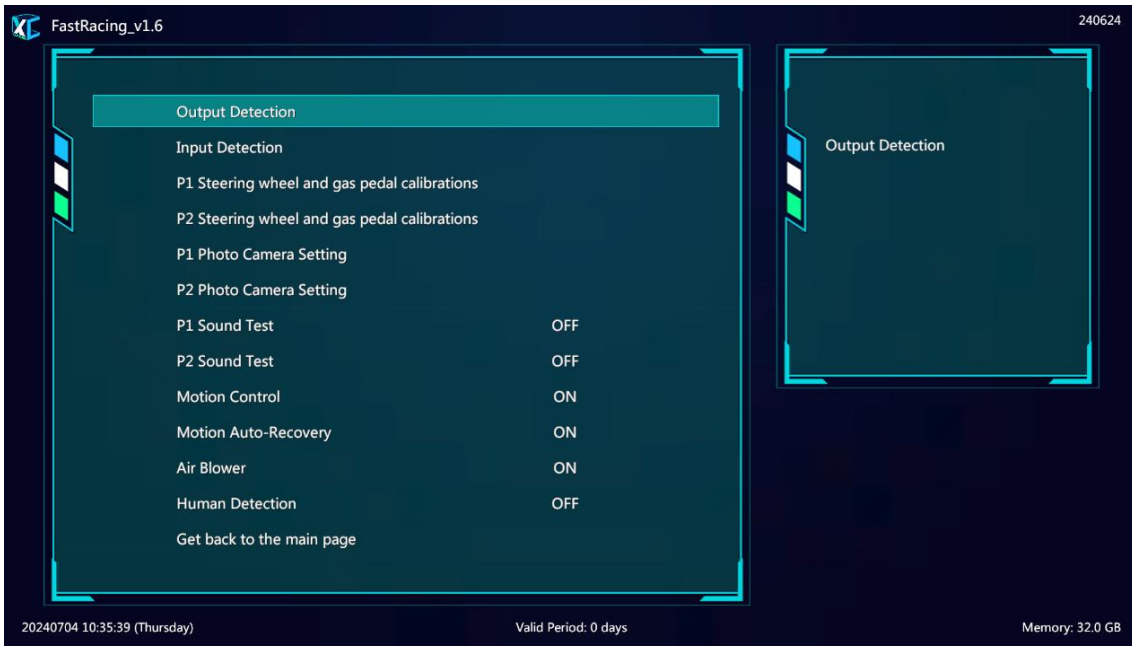 FastRacing_v1.6
240624
Output Detection
Input Detection
P1 Steering wheel and gas pedal calibrations
P2 Steering wheel and gas pedal calibrations
P1 Photo Camera Setting
P2 Photo Camera Setting
P1 Sound Test OFF
P2 Sound Test OFF
Motion Control ON
Motion Auto-Recovery ON
Air Blower ON
Human Detection OFF
Get back to the main page
Output Detection
20240704 10:35:39 (Thursday)
Valid Period: 0 days
Memory: 32.0 GB